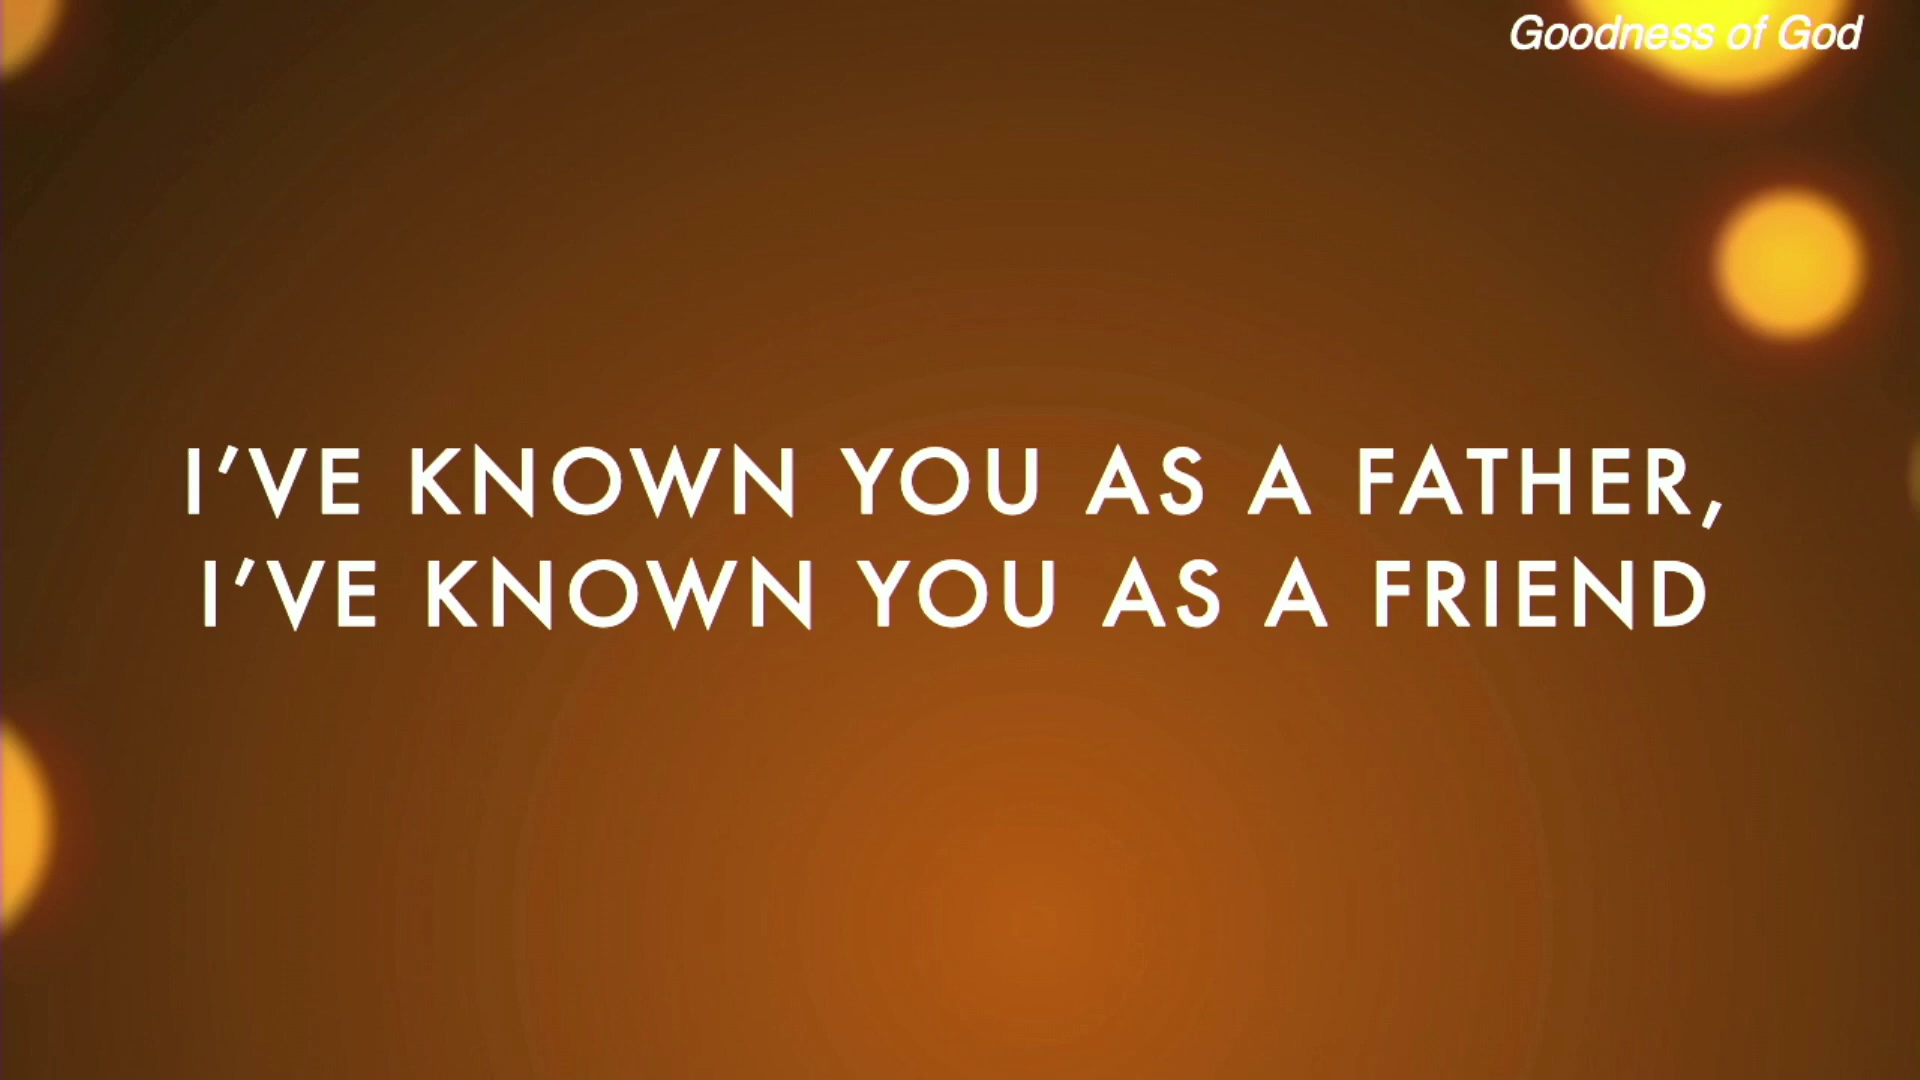 Goodness of God
I’VE KNOWN YOU AS A FATHER,
I’VE KNOWN YOU AS A FRIEND